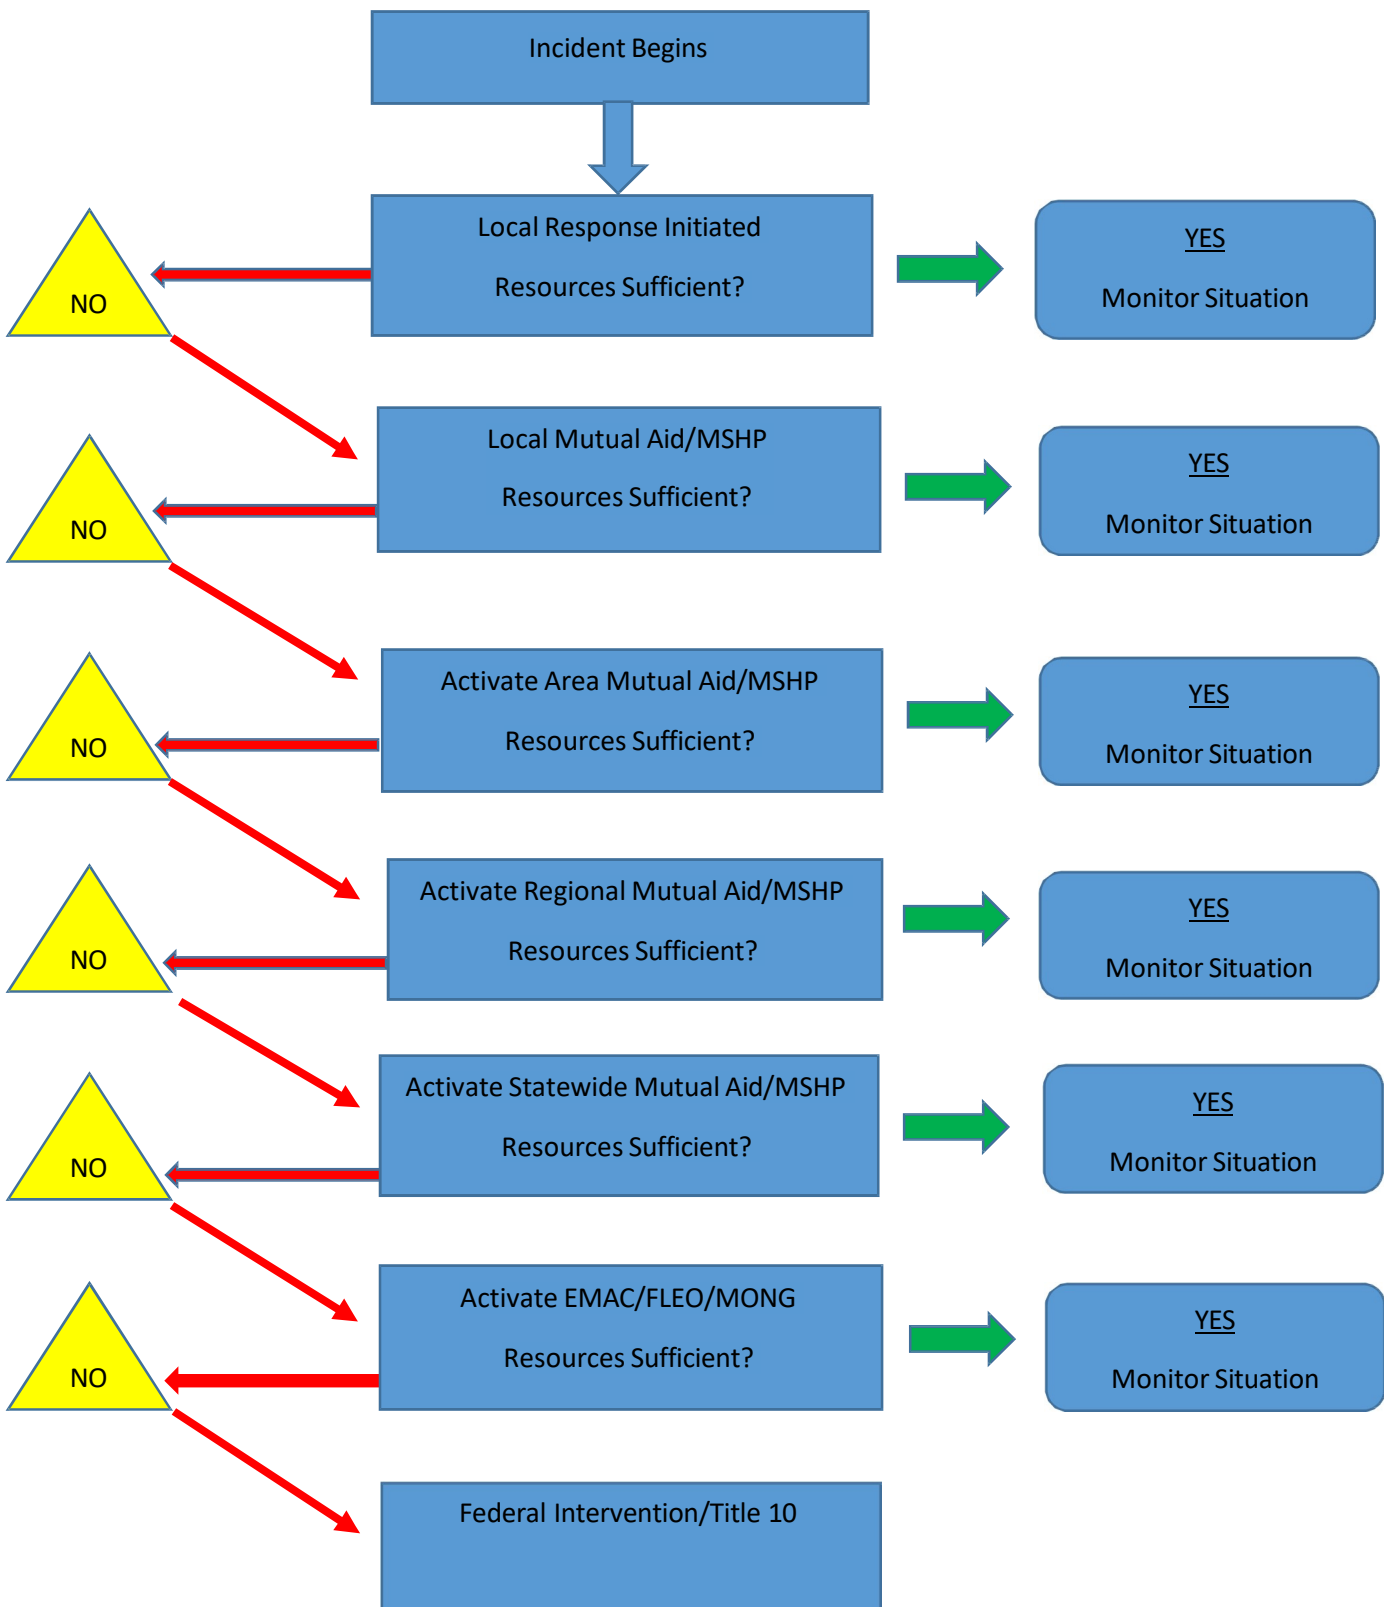 Incident Begins
Local Response Initiated
Resources Sufficient?
YES
Monitor Situation
NO
Local Mutual Aid/MSHP
Resources Sufficient?
YES
Monitor Situation
NO
Activate Area Mutual Aid/MSHP
Resources Sufficient?
YES
Monitor Situation
NO
Activate Regional Mutual Aid/MSHP
Resources Sufficient?
YES
Monitor Situation
NO
Activate Statewide Mutual Aid/MSHP
Resources Sufficient?
YES
Monitor Situation
NO
Activate EMAC/FLEO/MONG
Resources Sufficient?
YES
Monitor Situation
NO
Federal Intervention/Title 10